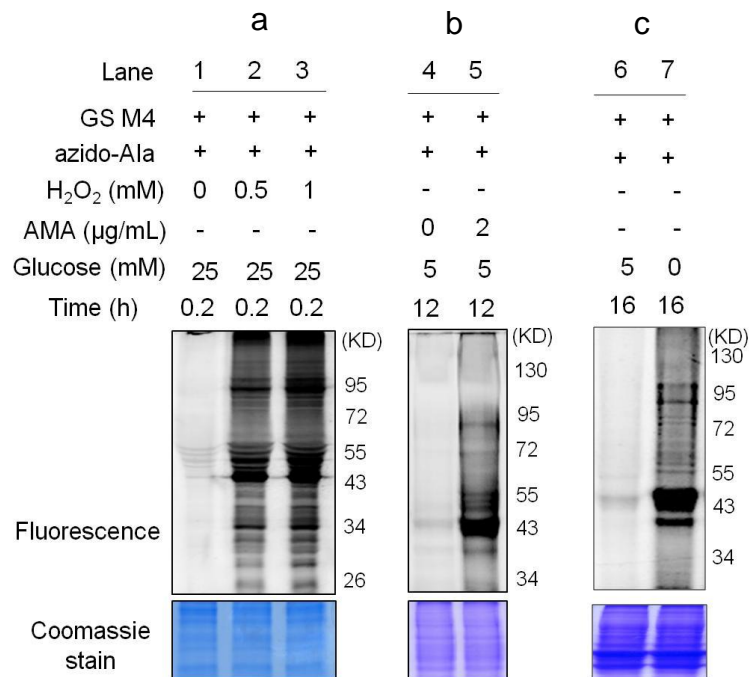 a b c
Lane 1 2 3 4 5 6 7
GS M4 + + + + + + +
azido-Ala + + + + + + +
H₂O₂ (mM) 0 0.5 1 - - - -
AMA (µg/mL) - - - 0 2 - -
Glucose (mM) 25 25 25 5 5 5 0
Time (h) 0.2 0.2 0.2 12 12 16 16
(KD) (KD) (KD)
95 72 55 43 34 26
130 95 72 55 43 34
130 95 72 55 43 34
Fluorescence
Coomassie
stain